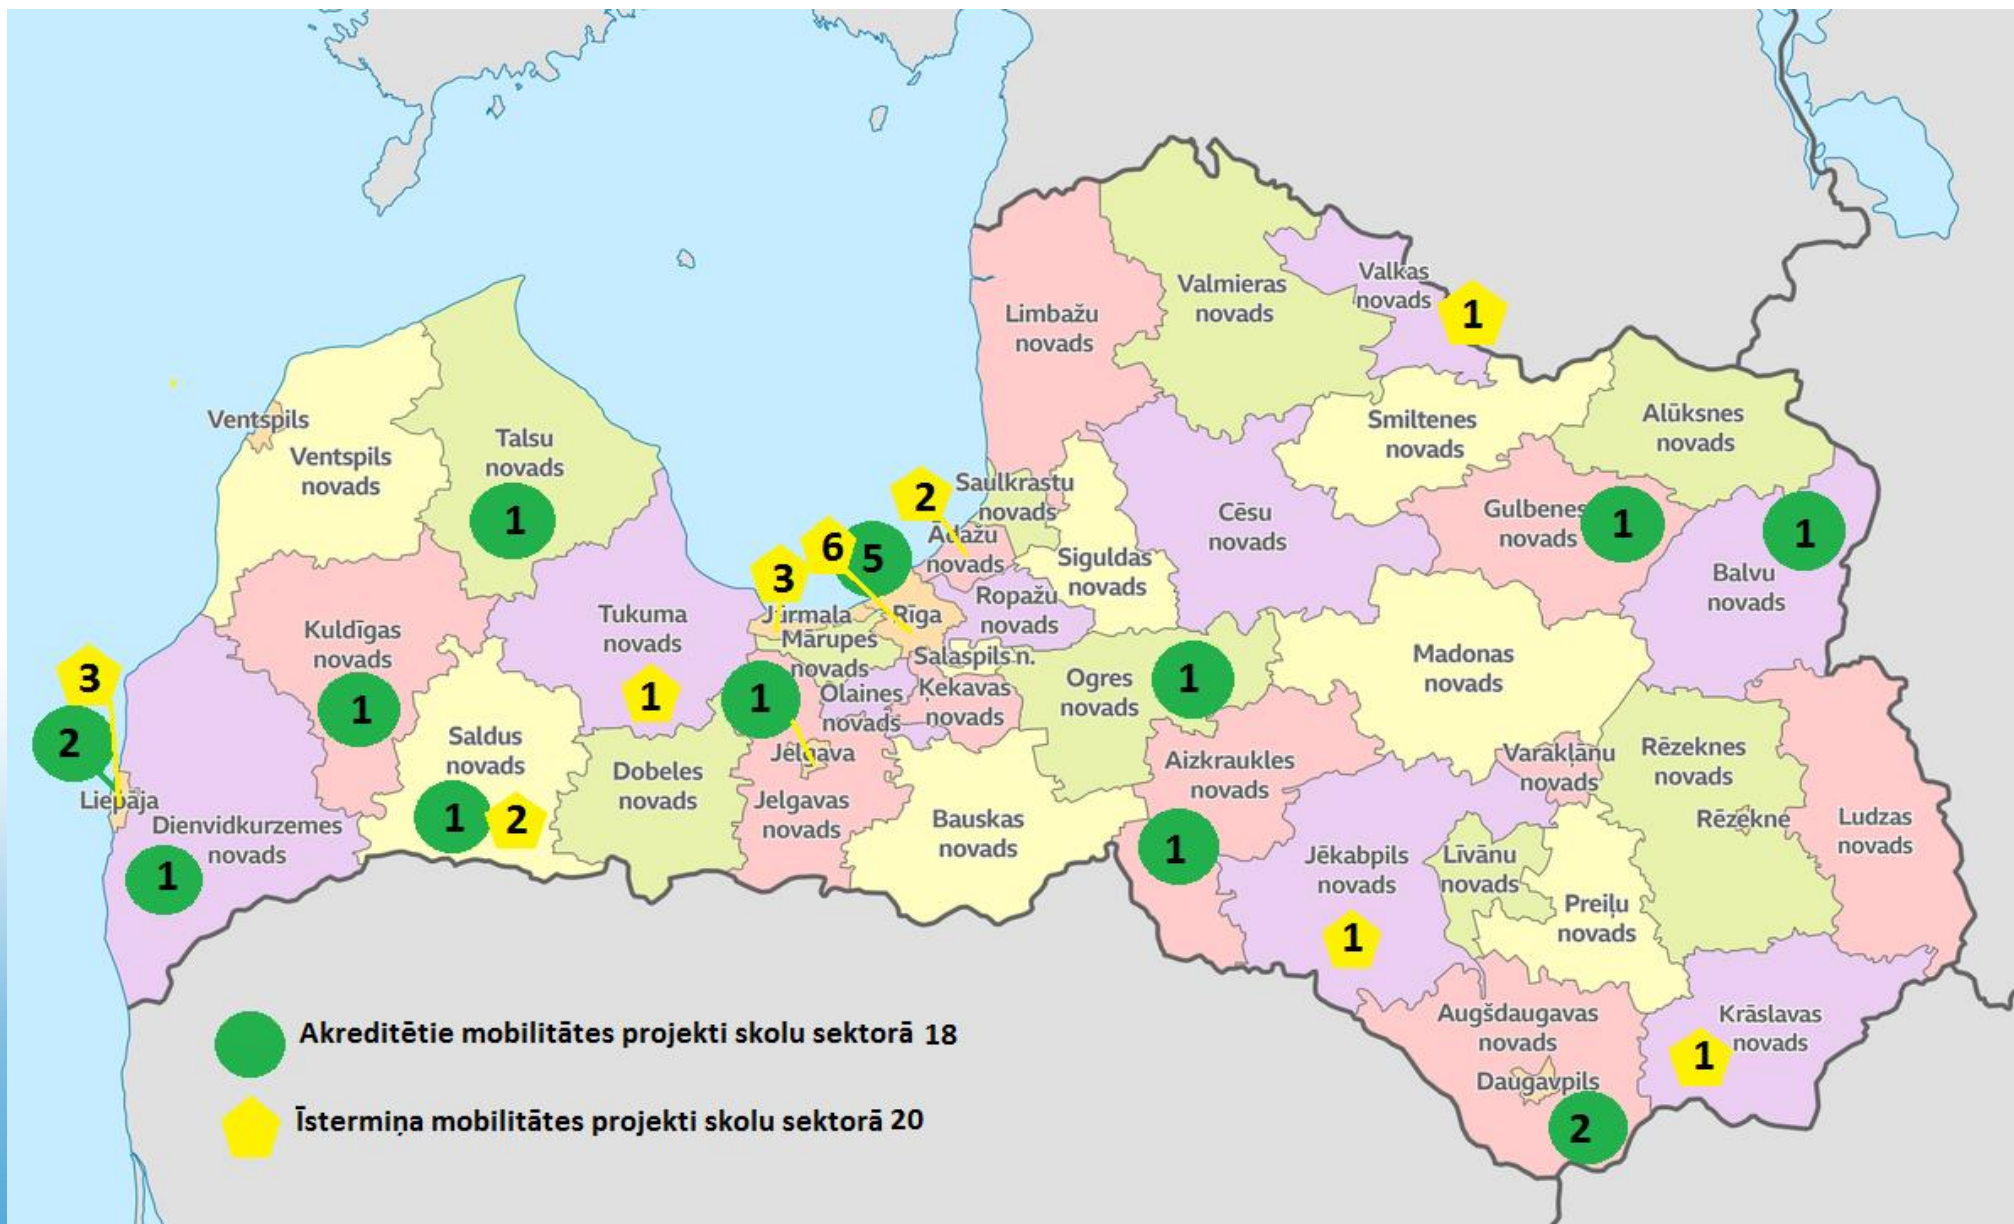 Limbažu
novads
Valmieras
novads
Valkas
novads
1
Ventspils
Ventspils
novads
Talsu
novads
1
Smiltenes
novads
Alūksnes
novads
Saulkrastu
novads
2
Ādažu
novads
Siguldas
novads
Cēsu
novads
Gulbenes
novads
1
1
Balvu
novads
6
5
3
Jūrmala
Rīga
Ropažu
novads
Mārupes
novads
Salaspils n.
Kuldīgas
novads
1
Tukuma
novads
1
1
Olaines
novads
Ķekavas
novads
Ogres
novads
1
Madonas
novads
3
2
Liepāja
Saldus
novads
1
2
Dobeles
novads
Jelgava
Jelgavas
novads
Bauskas
novads
Aizkraukles
novads
1
Varakļānu
novads
Rēzeknes
novads
Rēzekne
Ludzas
novads
Dienvidkurzemes
novads
1
Jēkabpils
novads
1
Līvānu
novads
Preiļu
novads
Augšdaugavas
novads
Daugavpils
2
Krāslavas
novads
1
Akreditētie mobilitātes projekti skolu sektorā 18
Īstermiņa mobilitātes projekti skolu sektorā 20